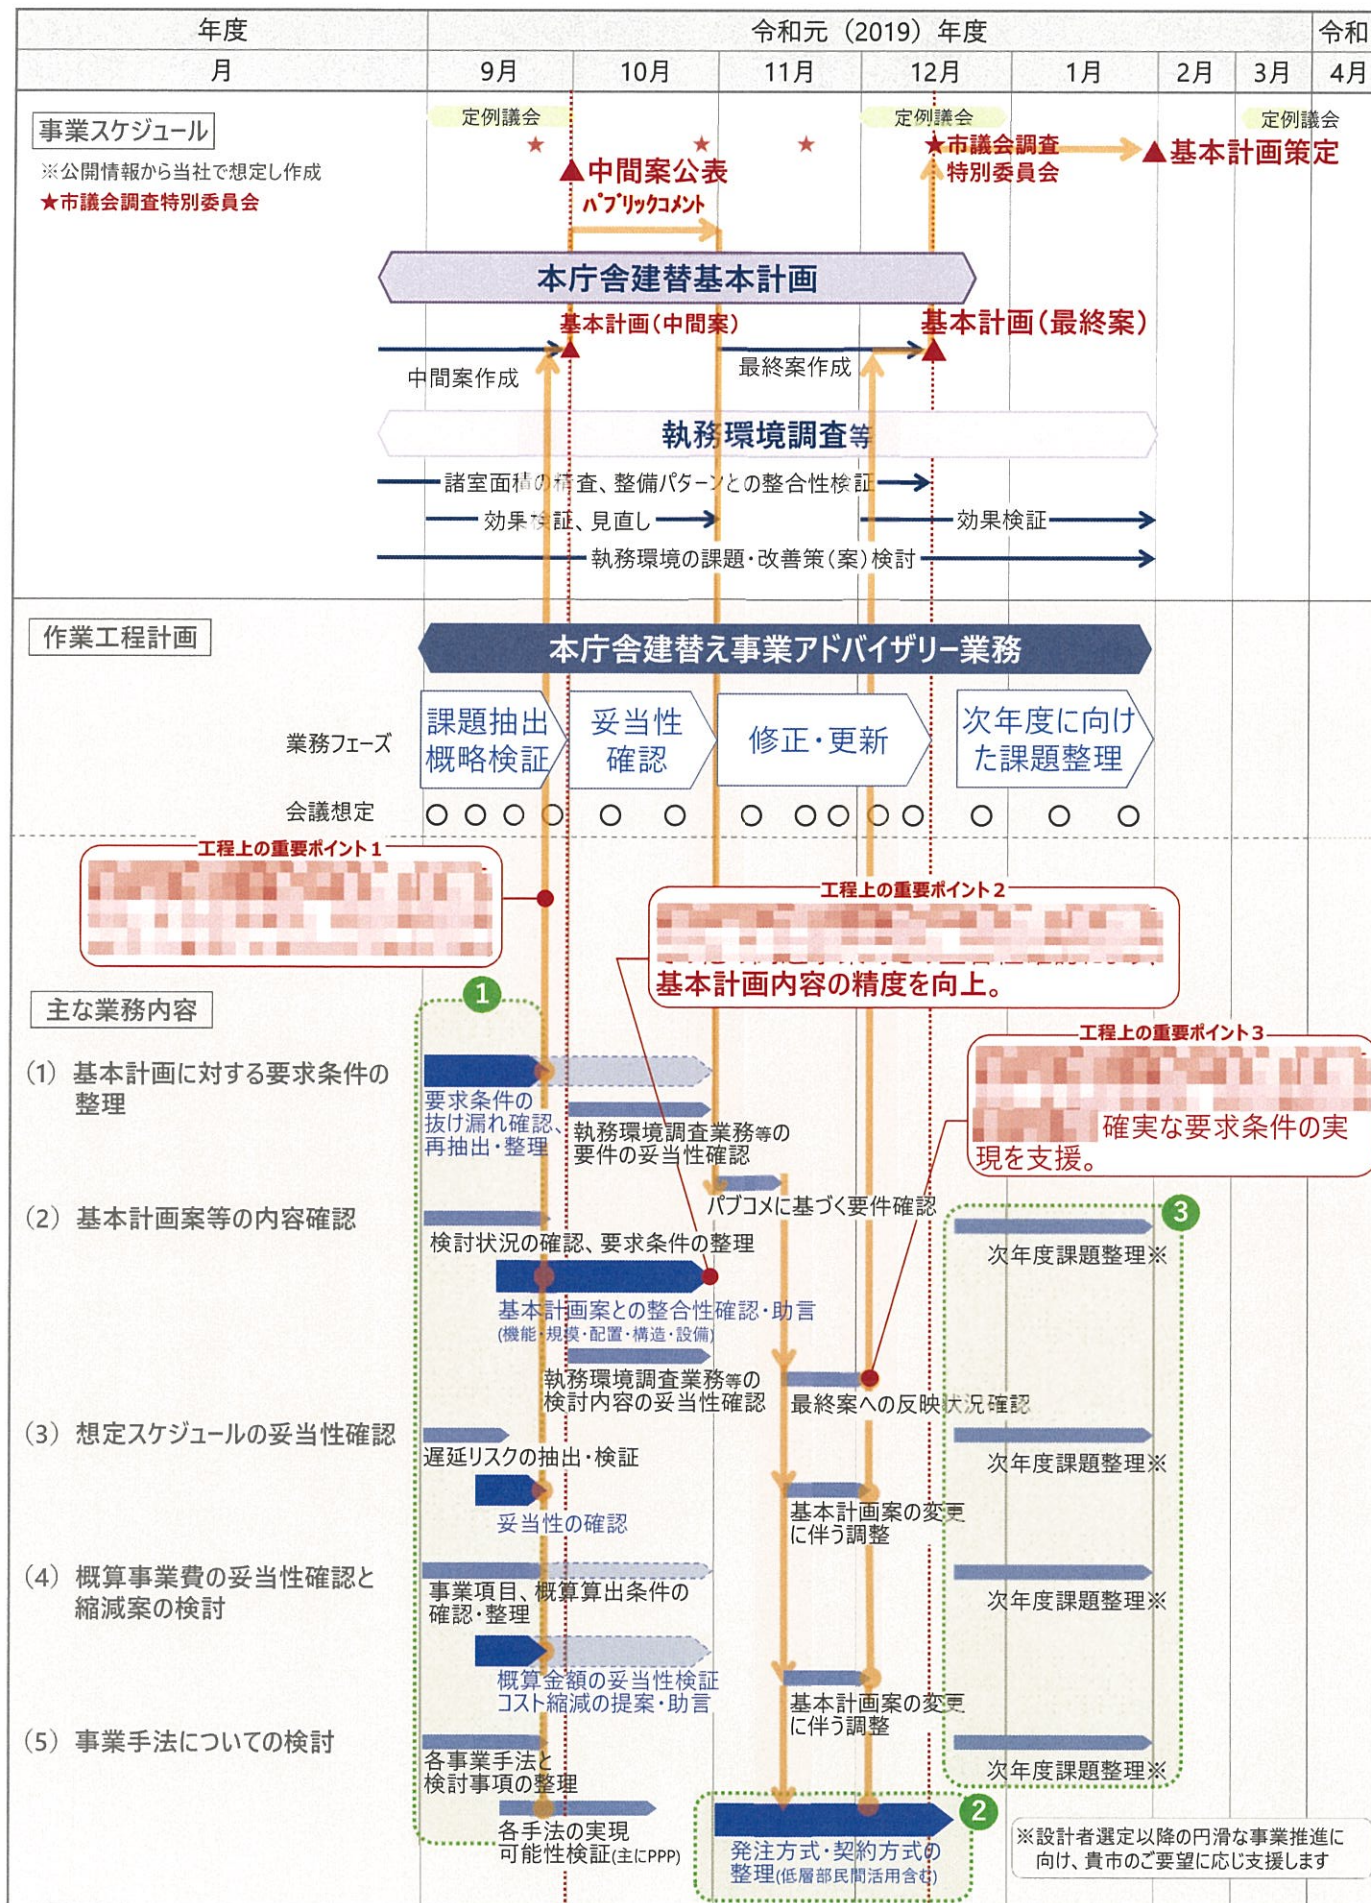 年度
令和元（2019）年度
令和
月
9月
10月
11月
12月
1月
2月
3月
4月
事業スケジュール
定例議会
定例議会
定例議会
※公開情報から当社で想定し作成
★市議会調査特別委員会
★
★
★
★市議会調査
特別委員会
▲中間案公表
パブリックコメント
▲基本計画策定
本庁舎建替基本計画
基本計画（中間案）
基本計画（最終案）
中間案作成
最終案作成
執務環境調査等
諸室面積の精査、整備パターンとの整合性検証
効果検証、見直し
効果検証
執務環境の課題・改善策（案）検討
作業工程計画
本庁舎建替え事業アドバイザリー業務
業務フェーズ
課題抽出
概略検証
妥当性
確認
修正・更新
次年度に向け
た課題整理
会議想定
工程上の重要ポイント1
工程上の重要ポイント2
基本計画内容の精度を向上。
工程上の重要ポイント3
確実な要求条件の実
現を支援。
主な業務内容
1
（1）基本計画に対する要求条件の
整理
要求条件の
抜け漏れ確認、
再抽出・整理
執務環境調査業務等の
要件の妥当性確認
パブコメに基づく要件確認
（2）基本計画案等の内容確認
検討状況の確認、要求条件の整理
基本計画案との整合性確認・助言
（機能・規模・配置・構造・設備）
執務環境調査業務等の
検討内容の妥当性確認
最終案への反映状況確認
3
次年度課題整理※
（3）想定スケジュールの妥当性確認
遅延リスクの抽出・検証
妥当性の確認
基本計画案の変更
に伴う調整
次年度課題整理※
（4）概算事業費の妥当性確認と
縮減案の検討
事業項目、概算算出条件の
確認・整理
概算金額の妥当性検証
コスト縮減の提案・助言
基本計画案の変更
に伴う調整
次年度課題整理※
（5）事業手法についての検討
各事業手法と
検討事項の整理
各手法の実現
可能性検証（主にPPP）
次年度課題整理※
2
発注方式・契約方式の
整理（低層部民間活用含む）
※設計者選定以降の円滑な事業推進に
向け、貴市のご要望に応じ支援します